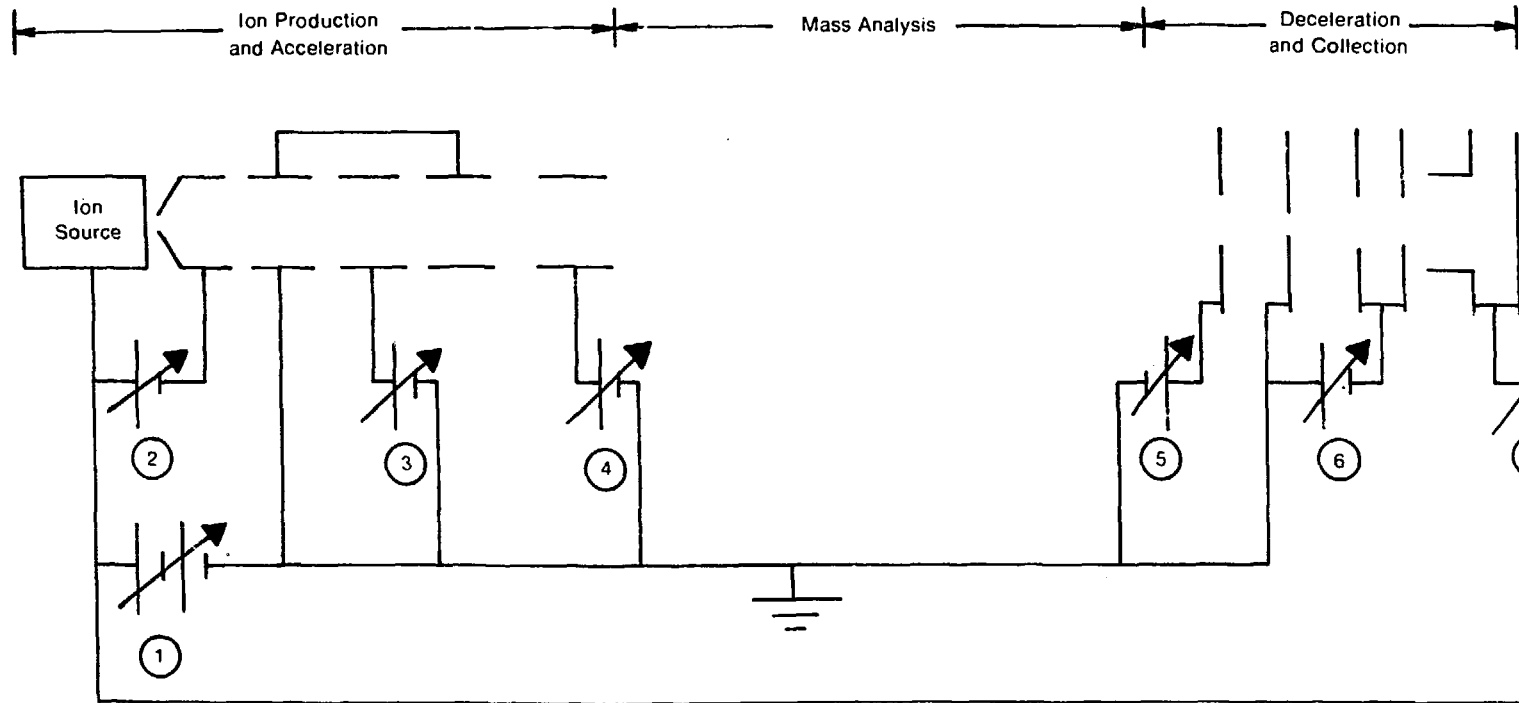 Ion Production
and Acceleration
Mass Analysis
Deceleration
and Collection
Ion
Source
2
3
4
5
6
1